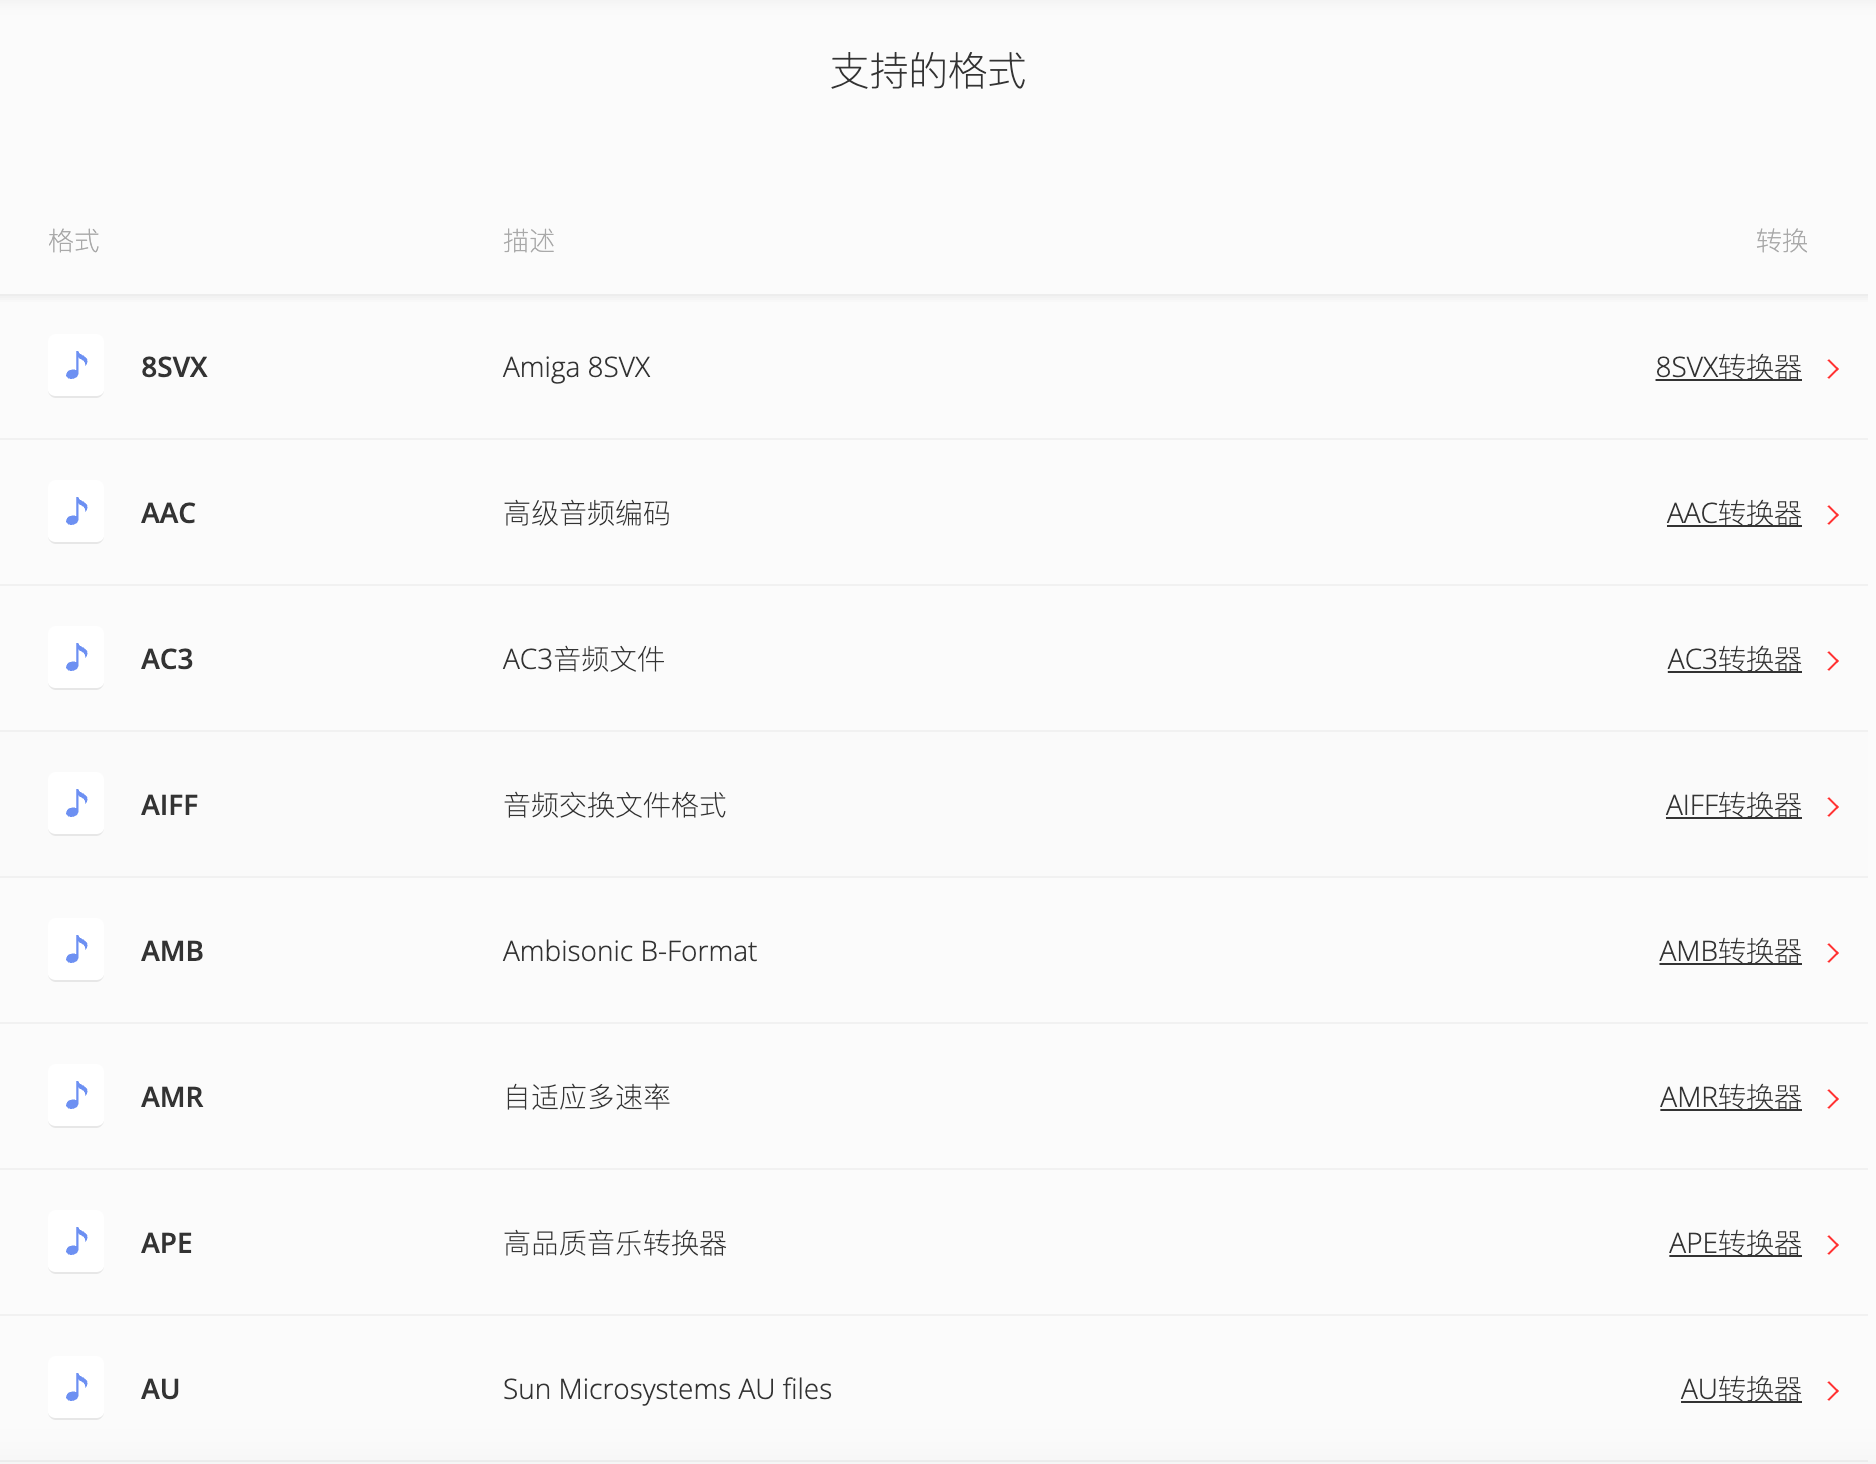 支持的格式
格式 描述 转换
8SVX Amiga 8SVX 8SVX转换器
AAC 高级音频编码 AAC转换器
AC3 AC3音频文件 AC3转换器
AIFF 音频交换文件格式 AIFF转换器
AMB Ambisonic B-Format AMB转换器
AMR 自适应多速率 AMR转换器
APE 高品质音乐转换器 APE转换器
AU Sun Microsystems AU files AU转换器